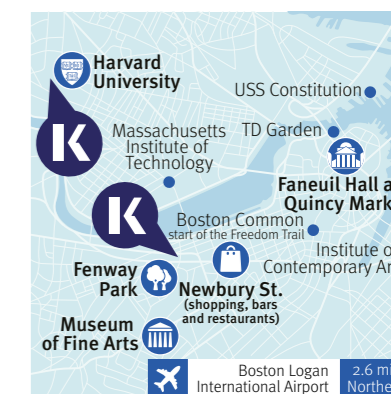 Harvard
University
USS Constitution
K
Massachusetts
Institute of
Technology
TD Garden
Faneuil Hall a
Quincy Mark
K
Boston Common
start of the Freedom Trail
Institute o
Contemporary Ar
Fenway
Park
Newbury St.
(shopping, bars
and restaurants)
Museum
of Fine Arts
Boston Logan
International Airport
2.6 mi
Northe